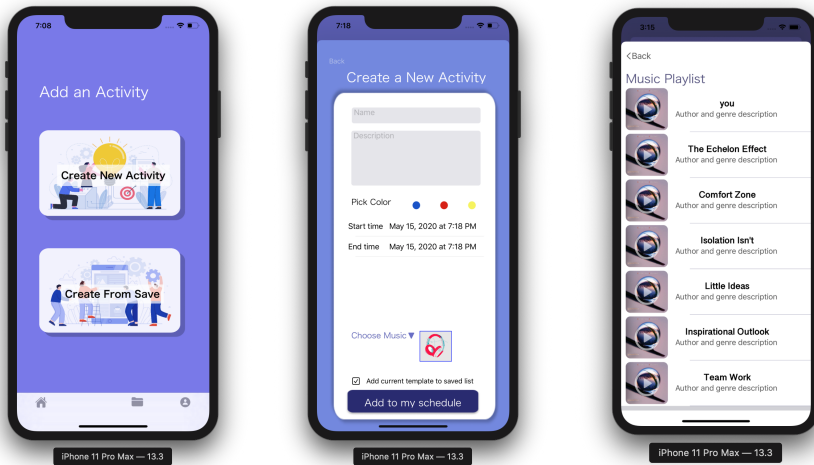 7:08
Add an Activity
Create New Activity
Create From Save
iPhone 11 Pro Max — 13.3
7:18
Back
Create a New Activity
Name
Description
Pick Color
Start time May 15, 2020 at 7:18 PM
End time May 15, 2020 at 7:18 PM
Choose Music ▼
Add current template to saved list
Add to my schedule
iPhone 11 Pro Max — 13.3
3:15
<Back
Music Playlist
you
Author and genre description
The Echelon Effect
Author and genre description
Comfort Zone
Author and genre description
Isolation Isn't
Author and genre description
Little Ideas
Author and genre description
Inspirational Outlook
Author and genre description
Team Work
Author and genre description
iPhone 11 Pro Max — 13.3